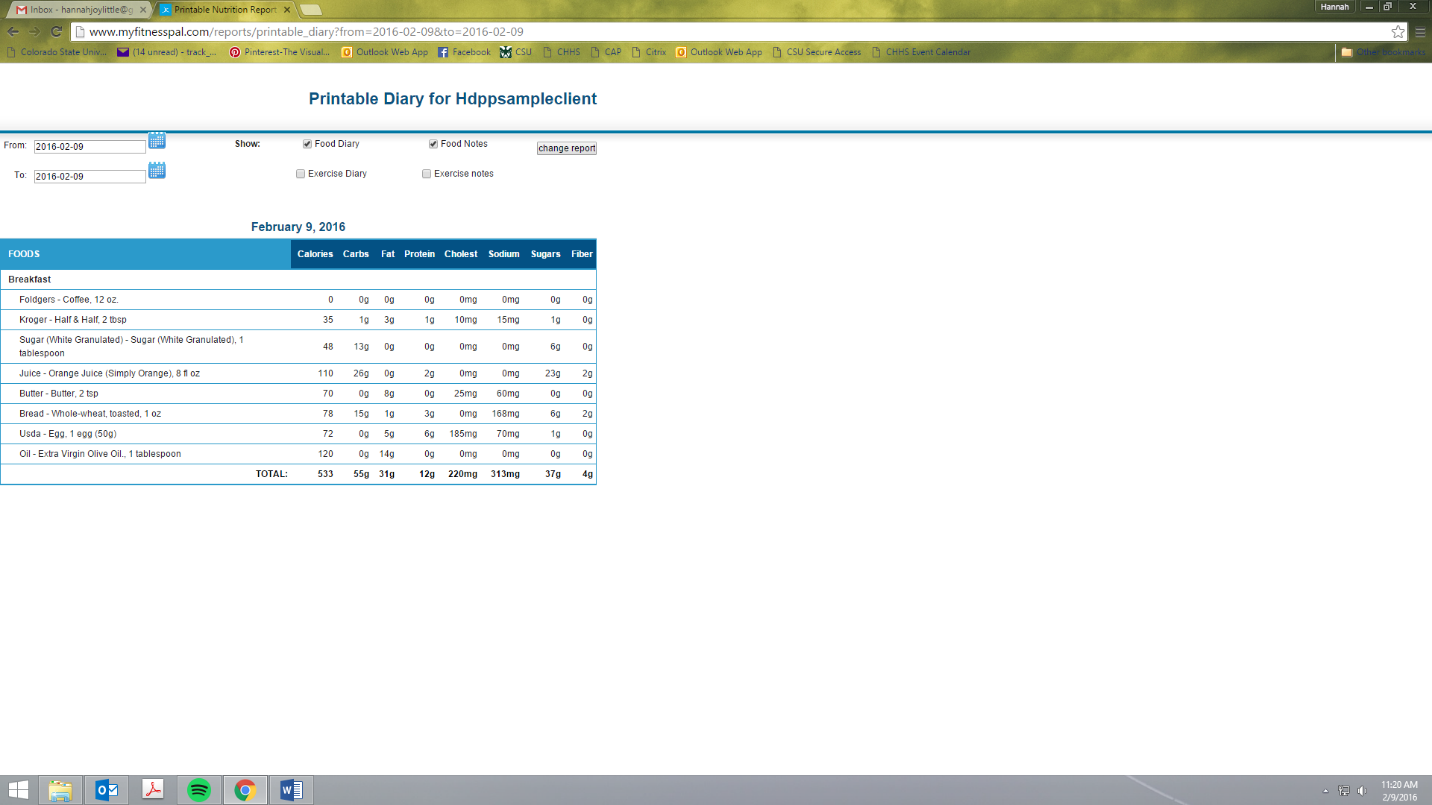 Inbox - hannahjoylittle@g
Printable Nutrition Report
Hannah
www.myfitnesspal.com/reports/printable_diary?from=2016-02-09&to=2016-02-09
Colorado State Univ... (14 unread) - track_... Pinterest-The Visual... Outlook Web App Facebook CSU CHHS CAP Citrix Outlook Web App CSU Secure Access CHHS Event Calendar Other bookmarks
Printable Diary for Hdppsampleclient
From: 2016-02-09 Show: Food Diary Food Notes change report
To: 2016-02-09 Exercise Diary Exercise notes
February 9, 2016
FOODS Calories Carbs Fat Protein Cholest Sodium Sugars Fiber
Breakfast
Foldgers - Coffee, 12 oz. 0 0g 0g 0g 0mg 0mg 0g 0g
Kroger - Half & Half, 2 tbsp 35 1g 3g 1g 10mg 15mg 1g 0g
Sugar (White Granulated) - Sugar (White Granulated), 1
tablespoon 48 13g 0g 0g 0mg 0mg 6g 0g
Juice - Orange Juice (Simply Orange), 8 fl oz 110 26g 0g 2g 0mg 0mg 23g 2g
Butter - Butter, 2 tsp 70 0g 8g 0g 25mg 60mg 0g 0g
Bread - Whole-wheat, toasted, 1 oz 78 15g 1g 3g 0mg 168mg 6g 2g
Usda - Egg, 1 egg (50g) 72 0g 5g 6g 185mg 70mg 1g 0g
Oil - Extra Virgin Olive Oil., 1 tablespoon 120 0g 14g 0g 0mg 0mg 0g 0g
TOTAL: 533 55g 31g 12g 220mg 313mg 37g 4g
11:20 AM
2/9/2016